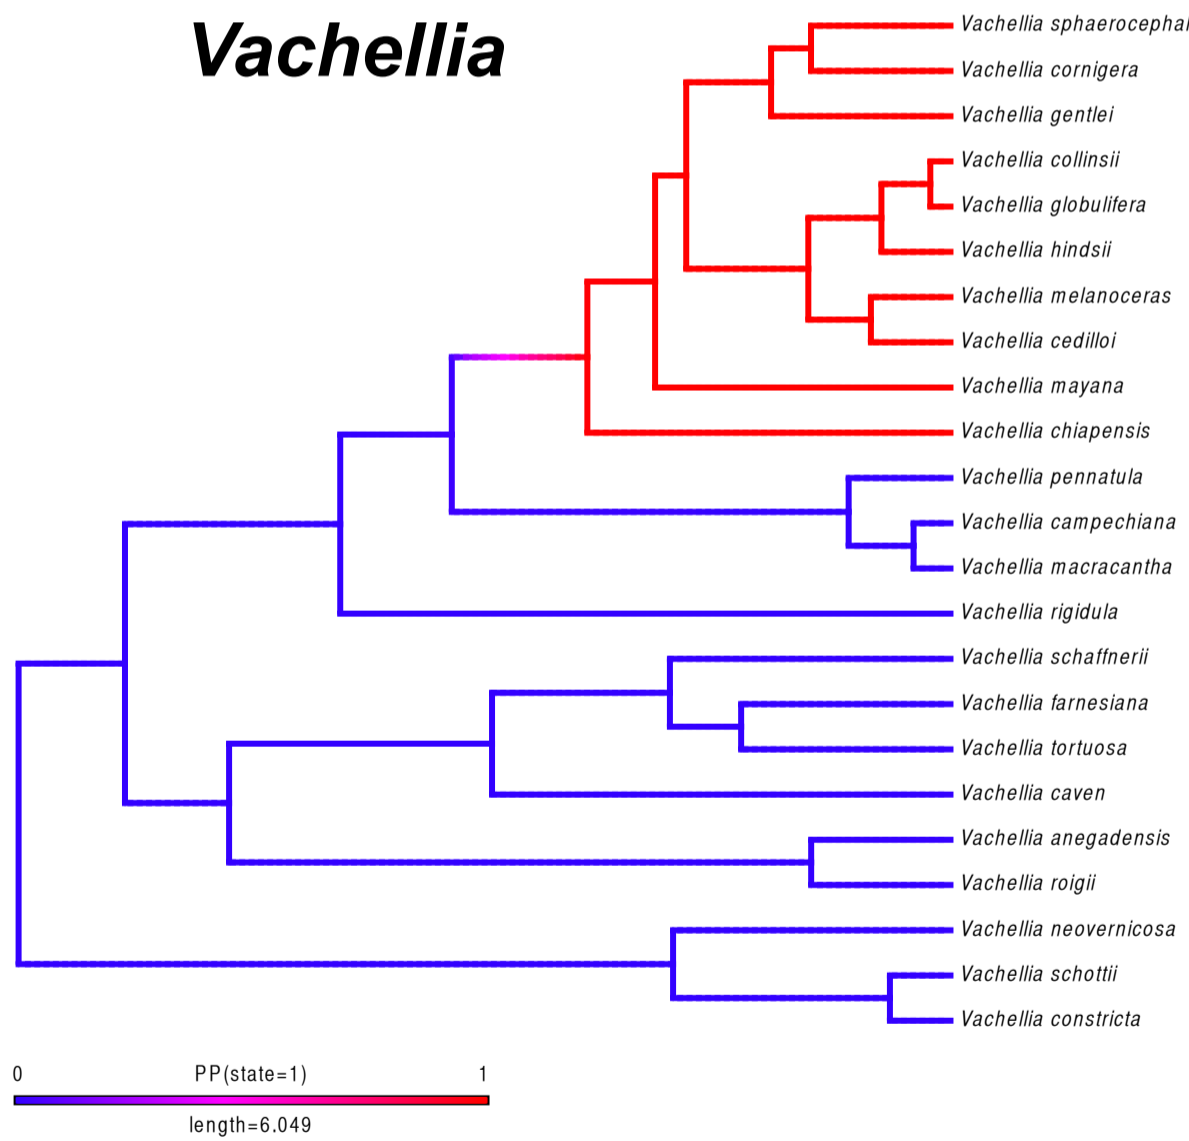 Vachellia
Vachellia sphaerocephal
Vachellia cornigera
Vachellia gentlei
Vachellia collinsii
Vachellia globulifera
Vachellia hindsii
Vachellia melanoceras
Vachellia cedilloi
Vachellia mayana
Vachellia chiapensis
Vachellia pennatula
Vachellia campechiana
Vachellia macracantha
Vachellia rigidula
Vachellia schaffnerii
Vachellia farnesiana
Vachellia tortuosa
Vachellia caven
Vachellia anegadensis
Vachellia roigii
Vachellia neovernicosa
Vachellia schottii
Vachellia constricta
0 PP(state=1) 1
length=6.049